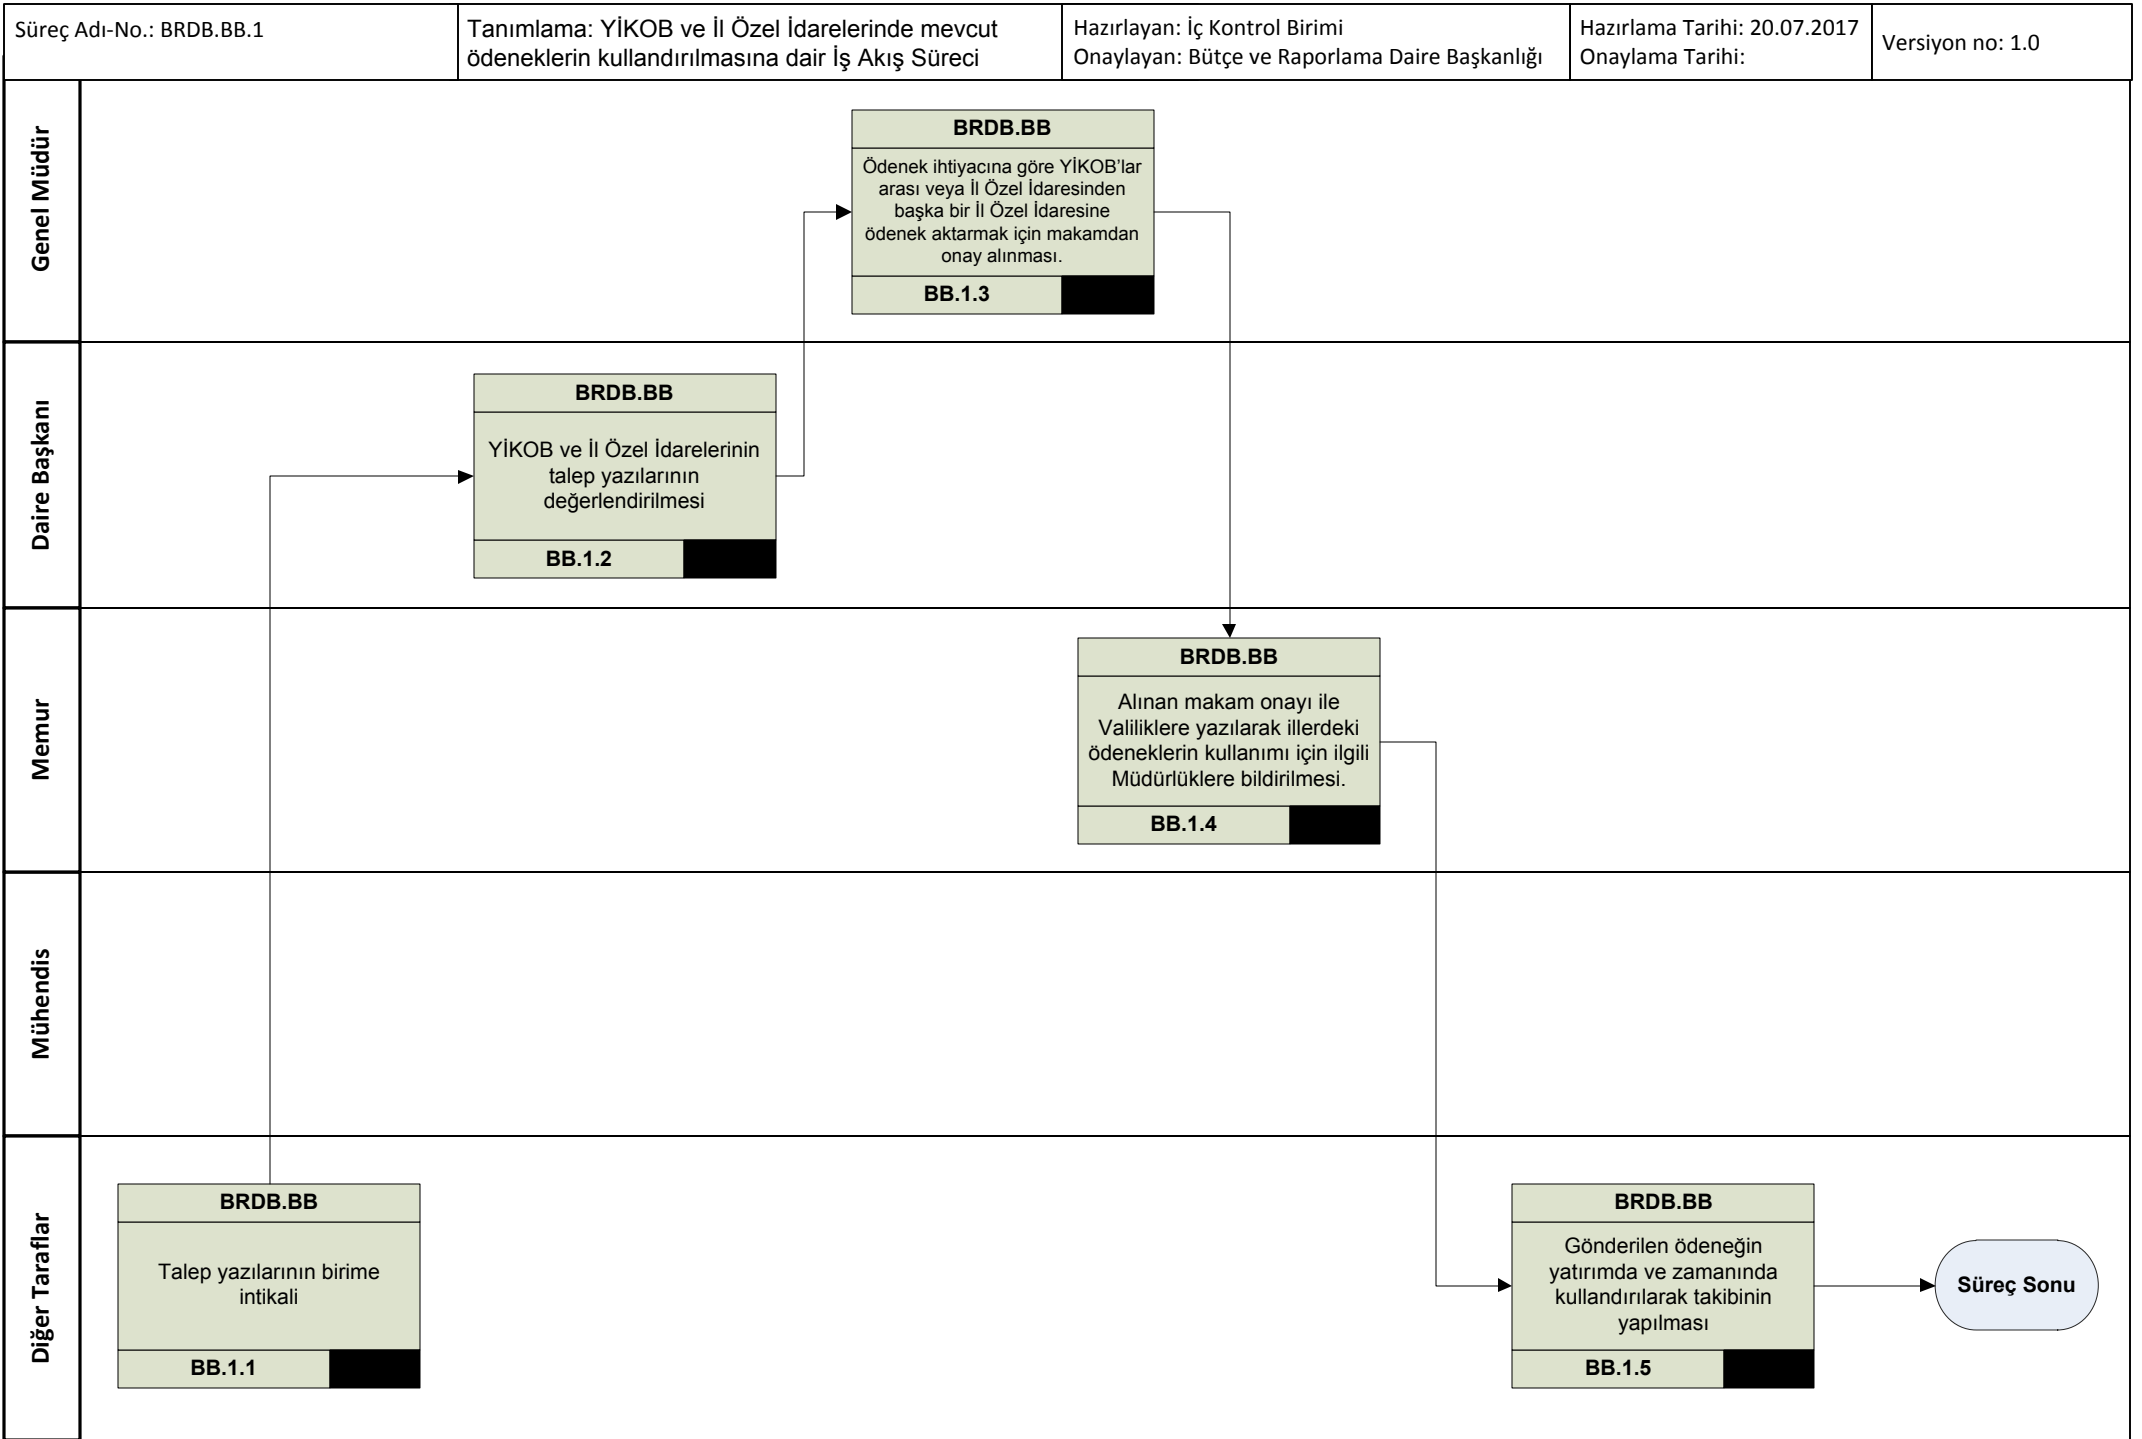 Süreç Adı-No.: BRDB.BB.1
Tanımlama: YİKOB ve İl Özel İdarelerinde mevcut
ödeneklerin kullandırılmasına dair İş Akış Süreci
Hazırlayan: İç Kontrol Birimi
Onaylayan: Bütçe ve Raporlama Daire Başkanlığı
Hazırlama Tarihi: 20.07.2017
Onaylama Tarihi:
Versiyon no: 1.0
Genel Müdür
BRDB.BB
Ödenek ihtiyacına göre YİKOB’lar
arası veya İl Özel İdaresinden
başka bir İl Özel İdaresine
ödenek aktarmak için makamdan
onay alınması.
BB.1.3
Daire Başkanı
BRDB.BB
YİKOB ve İl Özel İdarelerinin
talep yazılarının
değerlendirilmesi
BB.1.2
Memur
BRDB.BB
Alınan makam onayı ile
Valiliklere yazılarak illerdeki
ödeneklerin kullanımı için ilgili
Müdürlüklere bildirilmesi.
BB.1.4
Mühendis
Diğer Taraflar
BRDB.BB
Talep yazılarının birime
intikali
BB.1.1
BRDB.BB
Gönderilen ödeneğin
yatırımda ve zamanında
kullandırılarak takibinin
yapılması
BB.1.5
Süreç Sonu